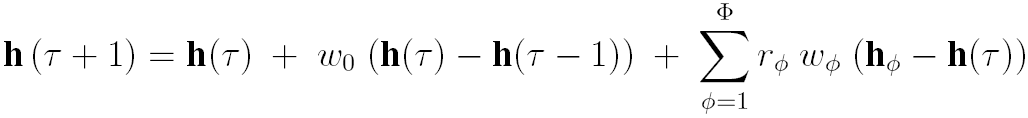 𝐡(τ + 1) = 𝐡(τ) + w₀ (𝐡(τ) − 𝐡(τ − 1)) + ∑_{ϕ=1}^{Φ} r_ϕ w_ϕ (𝐡_ϕ − 𝐡(τ))